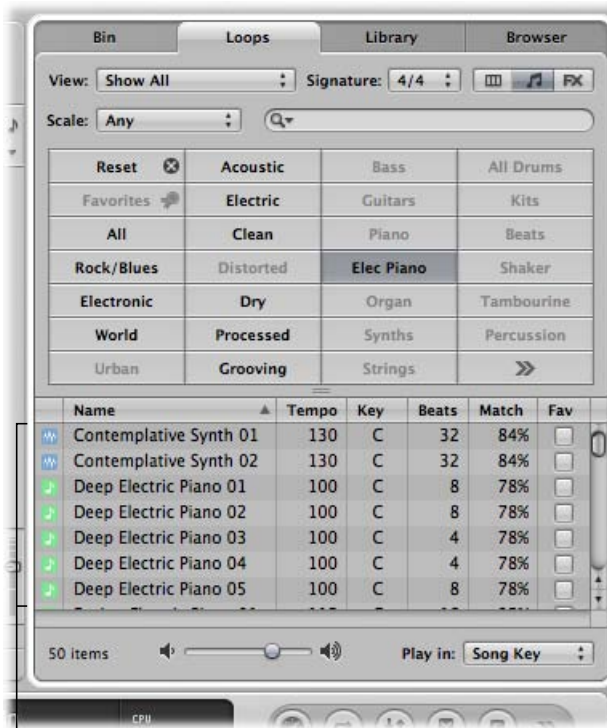 Bin Loops Library Browser
View: Show All Signature: 4/4 FX
Scale: Any
Reset Acoustic Bass All Drums
Favorites Electric Guitars Kits
All Clean Piano Beats
Rock/Blues Distorted Elec Piano Shaker
Electronic Dry Organ Tambourine
World Processed Synths Percussion
Urban Grooving Strings
Name Tempo Key Beats Match Fav
Contemplative Synth 01 130 C 32 84%
Contemplative Synth 02 130 C 32 84%
Deep Electric Piano 01 100 C 8 78%
Deep Electric Piano 02 100 C 8 78%
Deep Electric Piano 03 100 C 4 78%
Deep Electric Piano 04 100 C 4 78%
Deep Electric Piano 05 100 C 8 78%
50 items Play in: Song Key
CPU